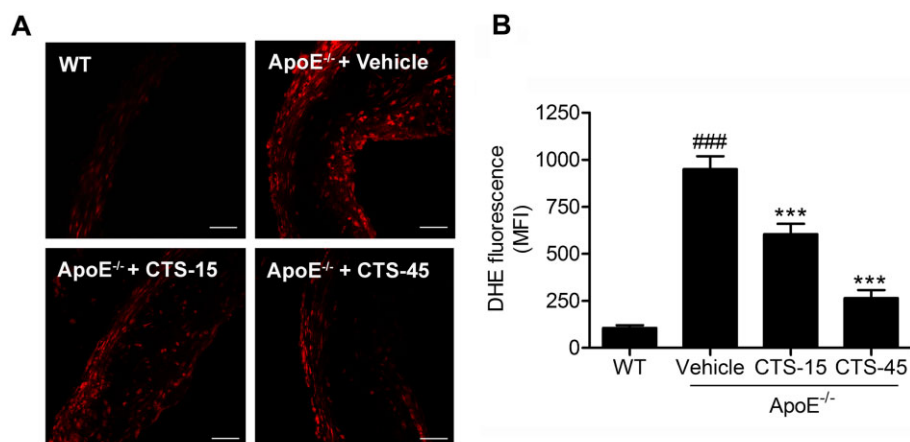 A
WT
ApoE⁻/⁻ + Vehicle
ApoE⁻/⁻ + CTS-15
ApoE⁻/⁻ + CTS-45
B
DHE fluorescence
(MFI)
1250
1000
750
500
250
0
###
***
***
WT
Vehicle
CTS-15
CTS-45
ApoE⁻/⁻